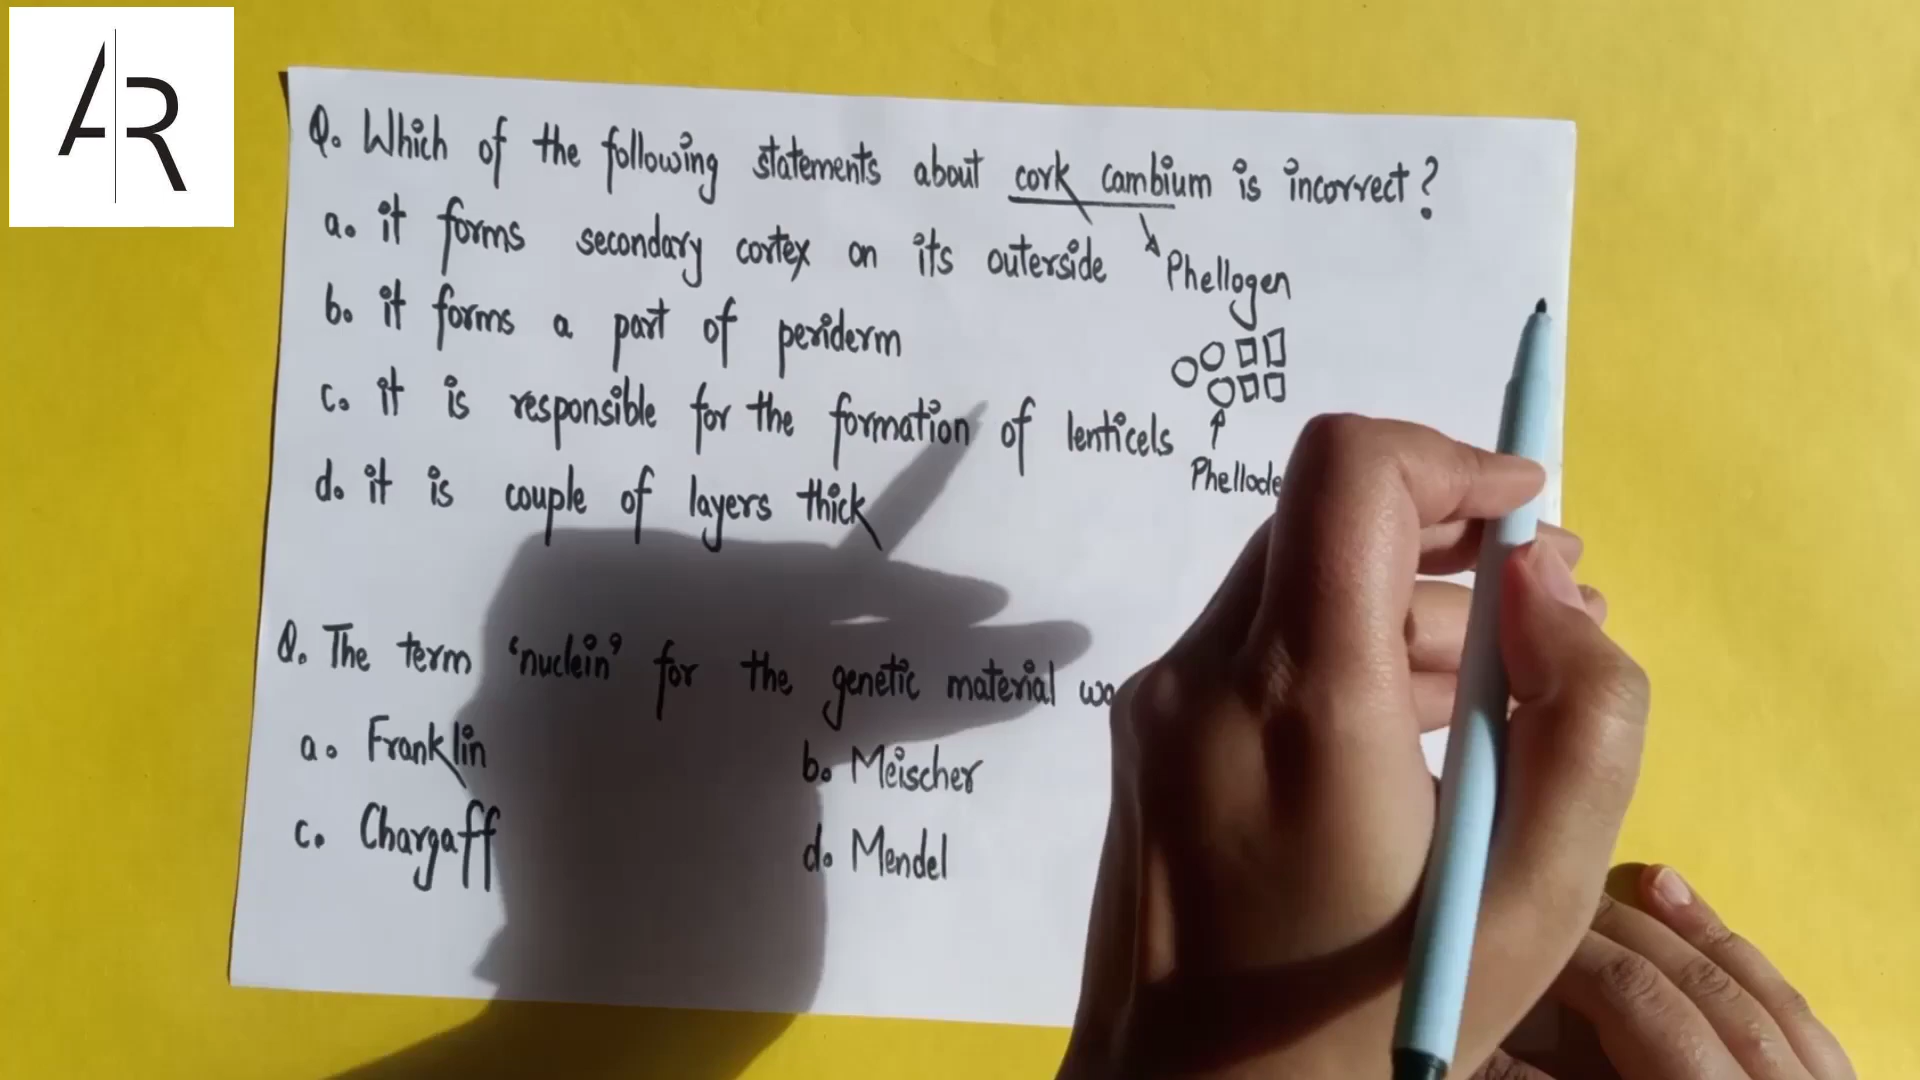 AR
Q. Which of the following statements about cork cambium is incorrect?
a. it forms secondary cortex on its outerside
Phellogen
b. it forms a part of periderm
c. it is responsible for the formation of lenticels
Phellode
d. it is couple of layers thick
Q. The term 'nuclein' for the genetic material
a. Franklin
b. Meischer
c. Chargaff
d. Mendel